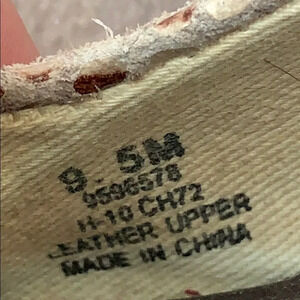 9.5M
9596578
H-10 CH72
LEATHER UPPER
MADE IN CHINA